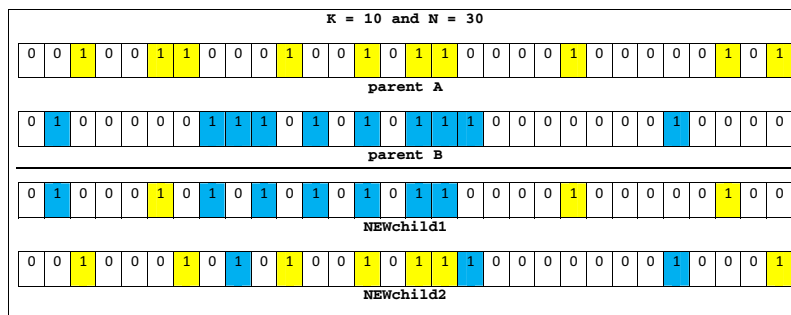 K = 10 and N = 30
0 0 1 0 0 1 1 0 0 0 1 0 0 1 0 1 1 0 0 0 0 1 0 0 0 0 0 1 0 1
parent A
0 1 0 0 0 0 0 1 1 1 0 1 0 1 0 1 1 1 0 0 0 0 0 0 0 1 0 0 0 0
parent B
0 1 0 0 0 1 0 1 0 1 0 1 0 1 0 1 1 0 0 0 0 1 0 0 0 0 0 1 0 0
NEWchild1
0 0 1 0 0 0 1 0 1 0 1 0 0 1 0 1 1 1 0 0 0 0 0 0 0 1 0 0 0 1
NEWchild2